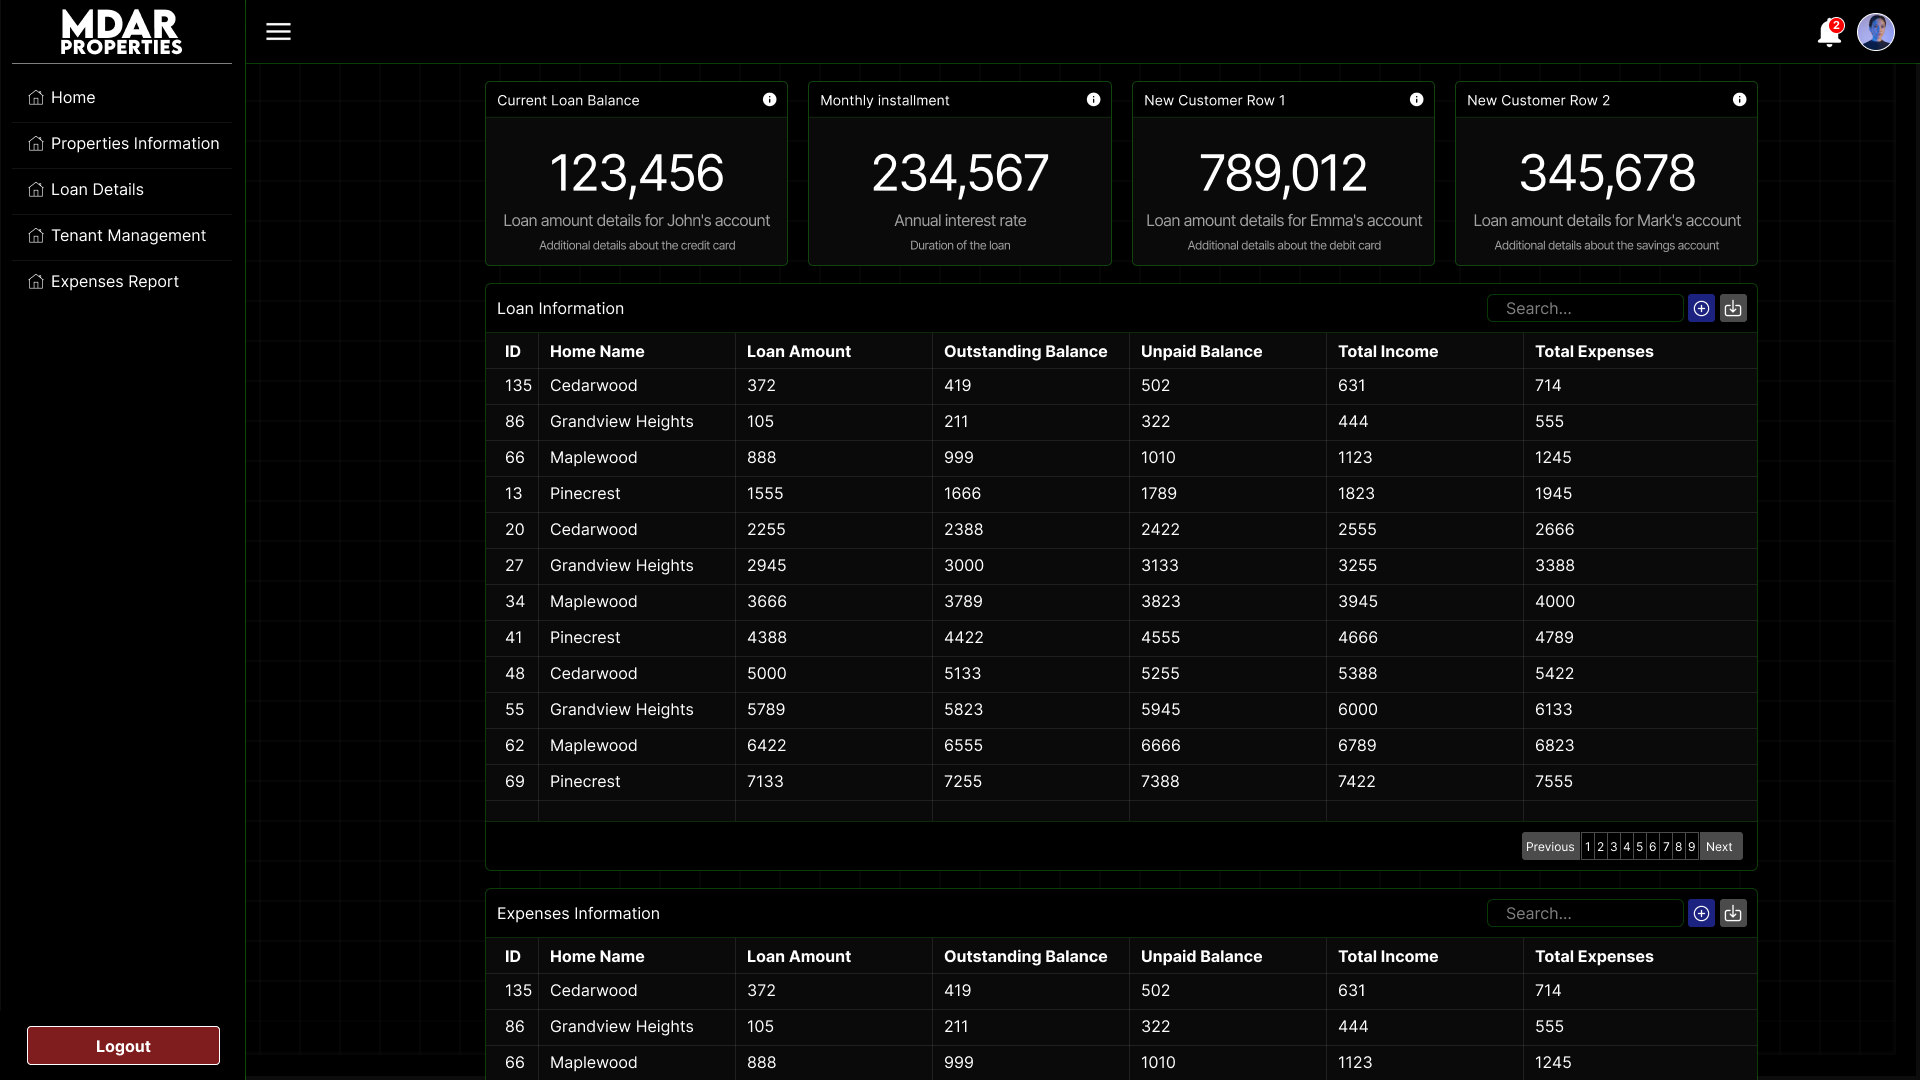 MDAR
PROPERTIES
Home
Properties Information
Loan Details
Tenant Management
Expenses Report
Logout
2
Current Loan Balance
123,456
Loan amount details for John's account
Additional details about the credit card
Monthly installment
234,567
Annual interest rate
Duration of the loan
New Customer Row 1
789,012
Loan amount details for Emma's account
Additional details about the debit card
New Customer Row 2
345,678
Loan amount details for Mark's account
Additional details about the savings account
Loan Information Search...
ID Home Name Loan Amount Outstanding Balance Unpaid Balance Total Income Total Expenses
135 Cedarwood 372 419 502 631 714
86 Grandview Heights 105 211 322 444 555
66 Maplewood 888 999 1010 1123 1245
13 Pinecrest 1555 1666 1789 1823 1945
20 Cedarwood 2255 2388 2422 2555 2666
27 Grandview Heights 2945 3000 3133 3255 3388
34 Maplewood 3666 3789 3823 3945 4000
41 Pinecrest 4388 4422 4555 4666 4789
48 Cedarwood 5000 5133 5255 5388 5422
55 Grandview Heights 5789 5823 5945 6000 6133
62 Maplewood 6422 6555 6666 6789 6823
69 Pinecrest 7133 7255 7388 7422 7555
Previous 1 2 3 4 5 6 7 8 9 Next
Expenses Information Search...
ID Home Name Loan Amount Outstanding Balance Unpaid Balance Total Income Total Expenses
135 Cedarwood 372 419 502 631 714
86 Grandview Heights 105 211 322 444 555
66 Maplewood 888 999 1010 1123 1245